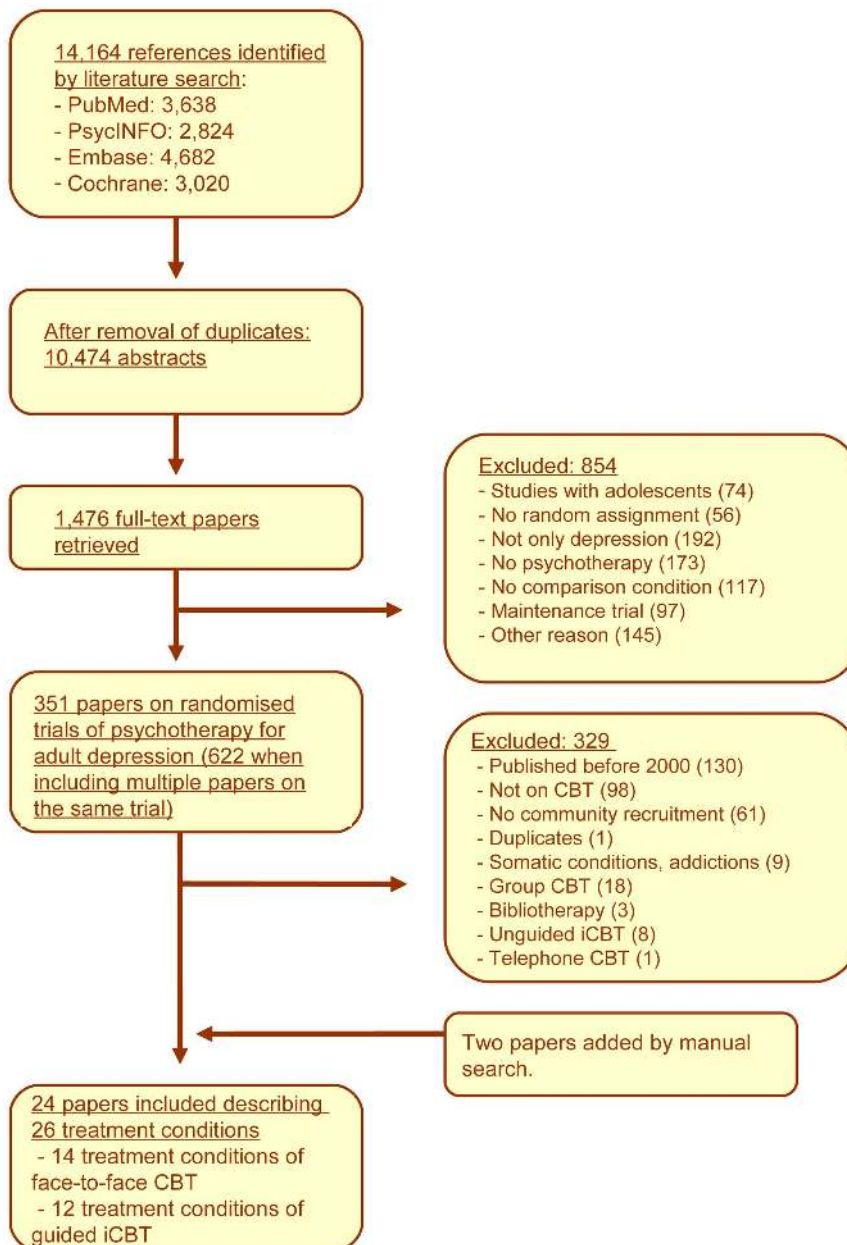 14,164 references identified
by literature search:
- PubMed: 3,638
- PsycINFO: 2,824
- Embase: 4,682
- Cochrane: 3,020
After removal of duplicates:
10,474 abstracts
1,476 full-text papers
retrieved
Excluded: 854
- Studies with adolescents (74)
- No random assignment (56)
- Not only depression (192)
- No psychotherapy (173)
- No comparison condition (117)
- Maintenance trial (97)
- Other reason (145)
351 papers on randomised
trials of psychotherapy for
adult depression (622 when
including multiple papers on
the same trial)
Excluded: 329
- Published before 2000 (130)
- Not on CBT (98)
- No community recruitment (61)
- Duplicates (1)
- Somatic conditions, addictions (9)
- Group CBT (18)
- Bibliotherapy (3)
- Unguided iCBT (8)
- Telephone CBT (1)
Two papers added by manual
search.
24 papers included describing
26 treatment conditions
- 14 treatment conditions of
face-to-face CBT
- 12 treatment conditions of
guided iCBT